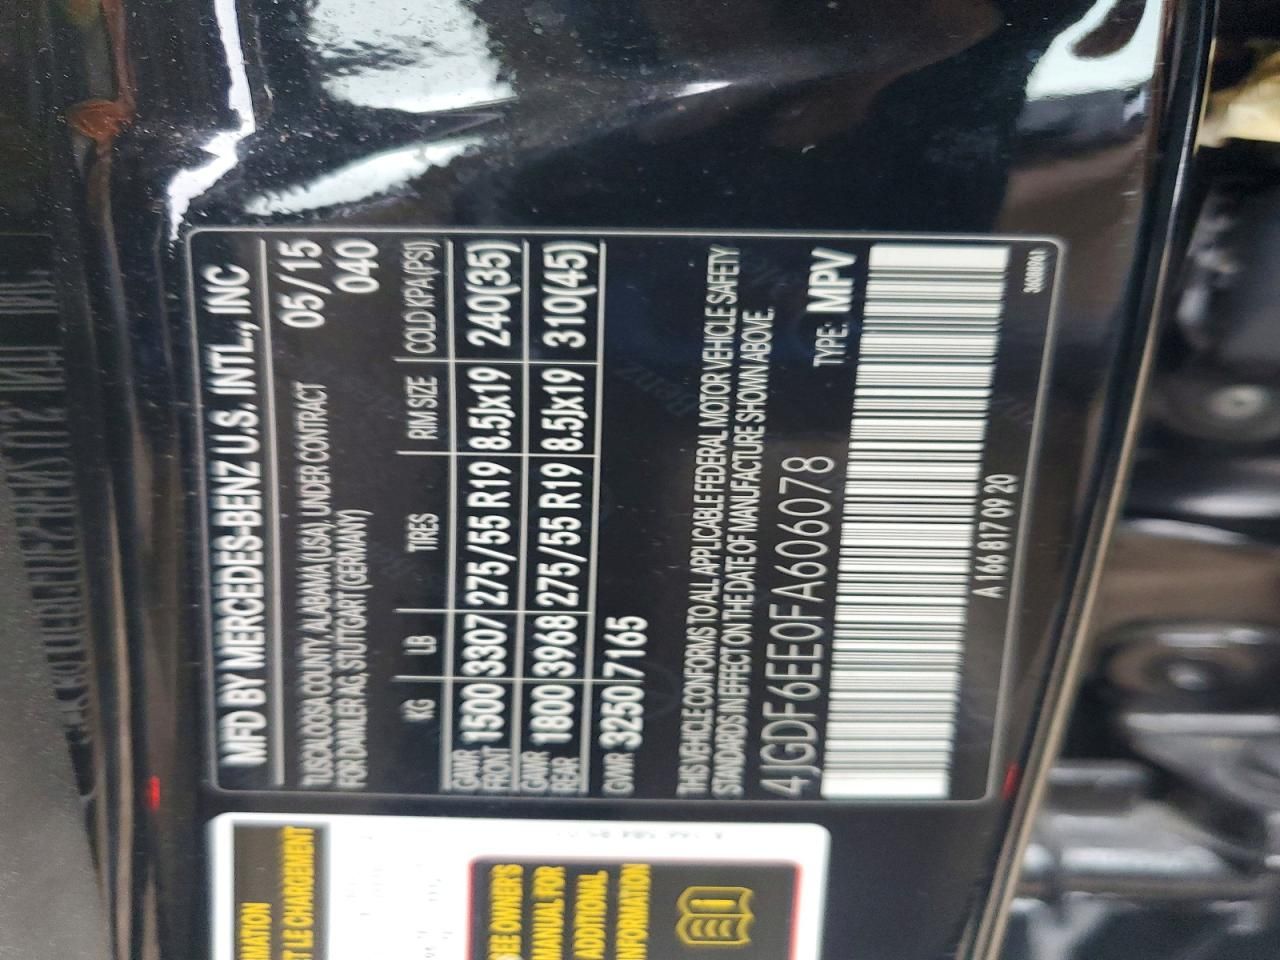 MFD BY MERCEDES-BENZ U.S. INTL., INC
TUSCALOOSA COUNTY, ALABAMA (USA), UNDER CONTRACT 05/15
FOR DAIMLER AG, STUTTGART (GERMANY) 040
KG LB TIRES RIM SIZE COLD KPA(PSI)
GAWR FRONT 1500 3307 275/55 R19 8.5Jx19 240(35)
GAWR REAR 1800 3968 275/55 R19 8.5Jx19 310(45)
GVWR 3250 7165
THIS VEHICLE CONFORMS TO ALL APPLICABLE FEDERAL MOTOR VEHICLE SAFETY
STANDARDS IN EFFECT ON THE DATE OF MANUFACTURE SHOWN ABOVE.
4JGDF6EE0FA606078 TYPE: MPV
A 166 817 09 20
MATION
ET LE CHARGEMENT
SEE OWNER'S
MANUAL FOR
ADDITIONAL
INFORMATION